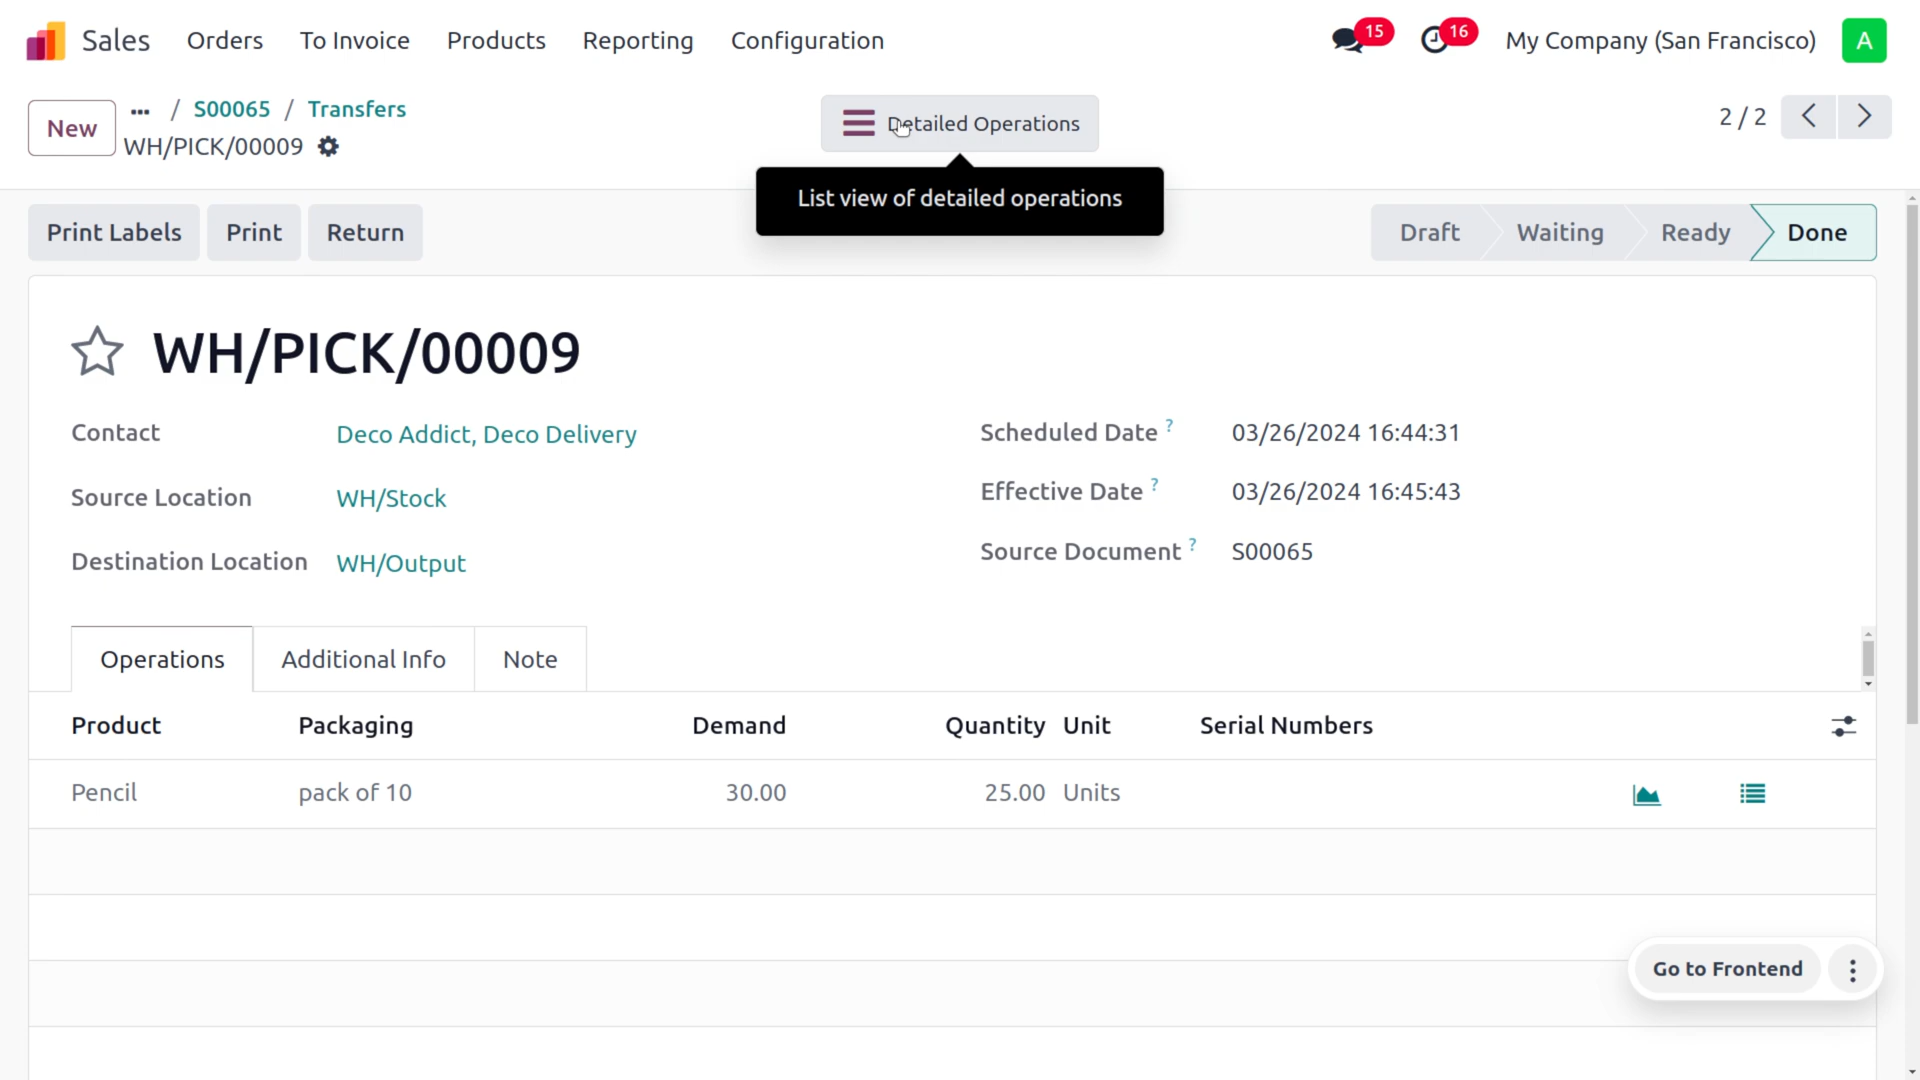 Sales Orders To Invoice Products Reporting Configuration 15 16 My Company (San Francisco) A
New ... / S00065 / Transfers
WH/PICK/00009
Detailed Operations
2 / 2
List view of detailed operations
Print Labels Print Return Draft Waiting Ready Done
WH/PICK/00009
Contact Deco Addict, Deco Delivery Scheduled Date ? 03/26/2024 16:44:31
Source Location WH/Stock Effective Date ? 03/26/2024 16:45:43
Destination Location WH/Output Source Document ? S00065
Operations Additional Info Note
Product Packaging Demand Quantity Unit Serial Numbers
Pencil pack of 10 30.00 25.00 Units
Go to Frontend